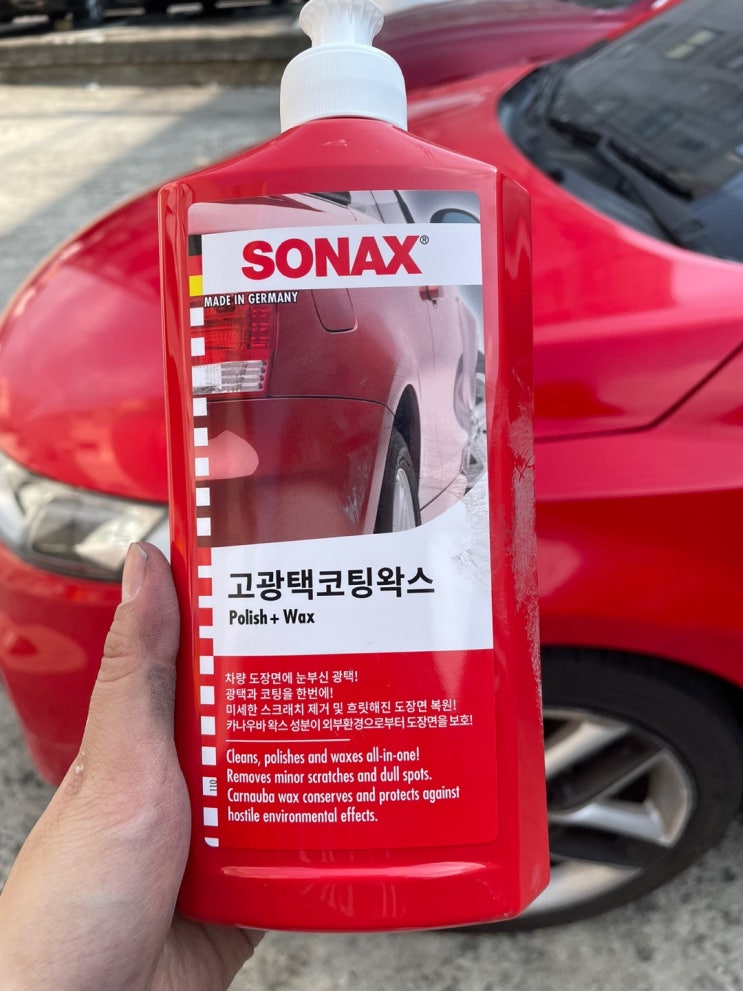 SONAX®
MADE IN GERMANY
고광택코팅왁스
Polish + Wax
차량 도장면에 눈부신 광택!
광택과 코팅을 한번에!
미세한 스크래치 제거 및 흐릿해진 도장면 복원!
카나우바 왁스 성분이 외부환경으로부터 도장면을 보호!
Cleans, polishes and waxes all-in-one!
Removes minor scratches and dull spots.
Carnauba wax conserves and protects against
hostile environmental effects.
110